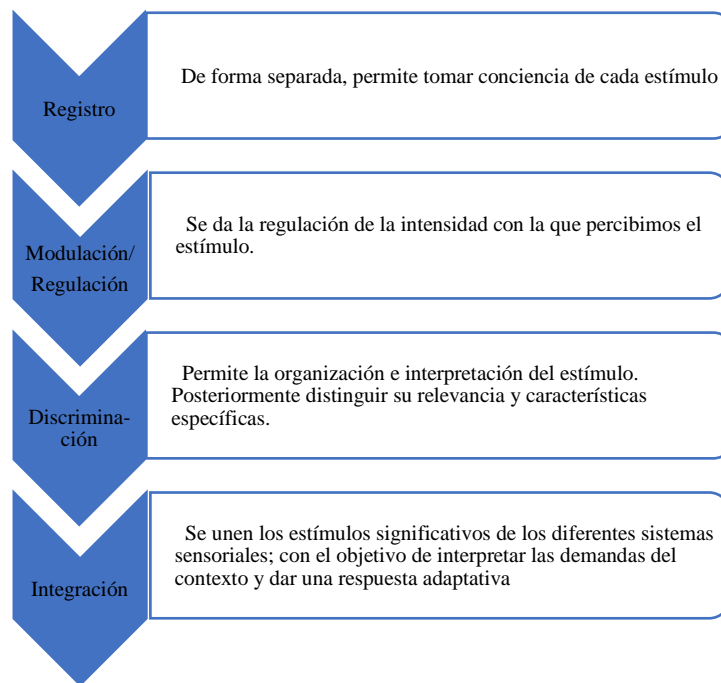 Registro
De forma separada, permite tomar conciencia de cada estímulo
Modulación/
Regulación
Se da la regulación de la intensidad con la que percibimos el
estímulo.
Discrimina-
ción
Permite la organización e interpretación del estímulo.
Posteriormente distinguir su relevancia y características
específicas.
Integración
Se unen los estímulos significativos de los diferentes sistemas
sensoriales; con el objetivo de interpretar las demandas del
contexto y dar una respuesta adaptativa